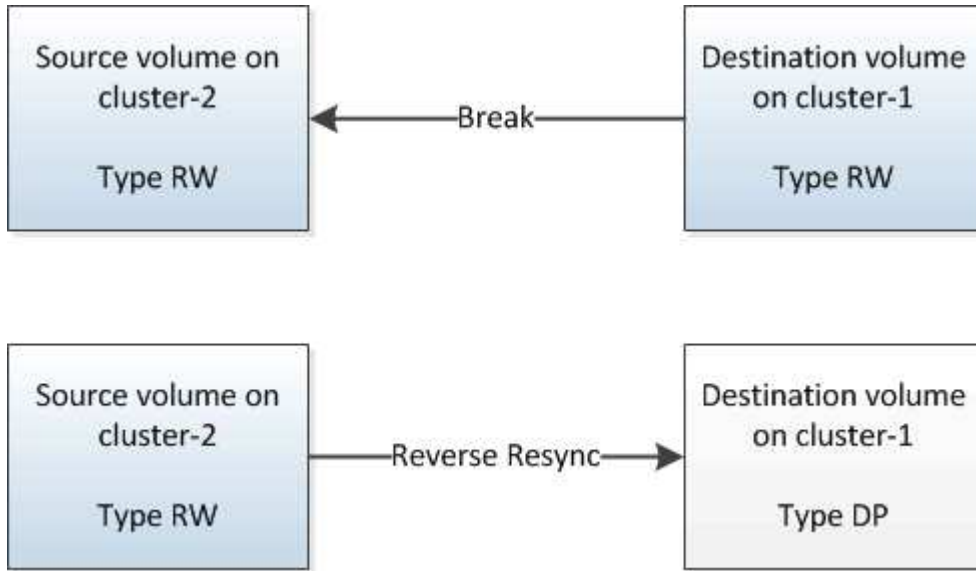 Source volume on
cluster-2
Type RW
Break
Destination volume
on cluster-1
Type RW
Source volume on
cluster-2
Type RW
Reverse Resync
Destination volume
on cluster-1
Type DP